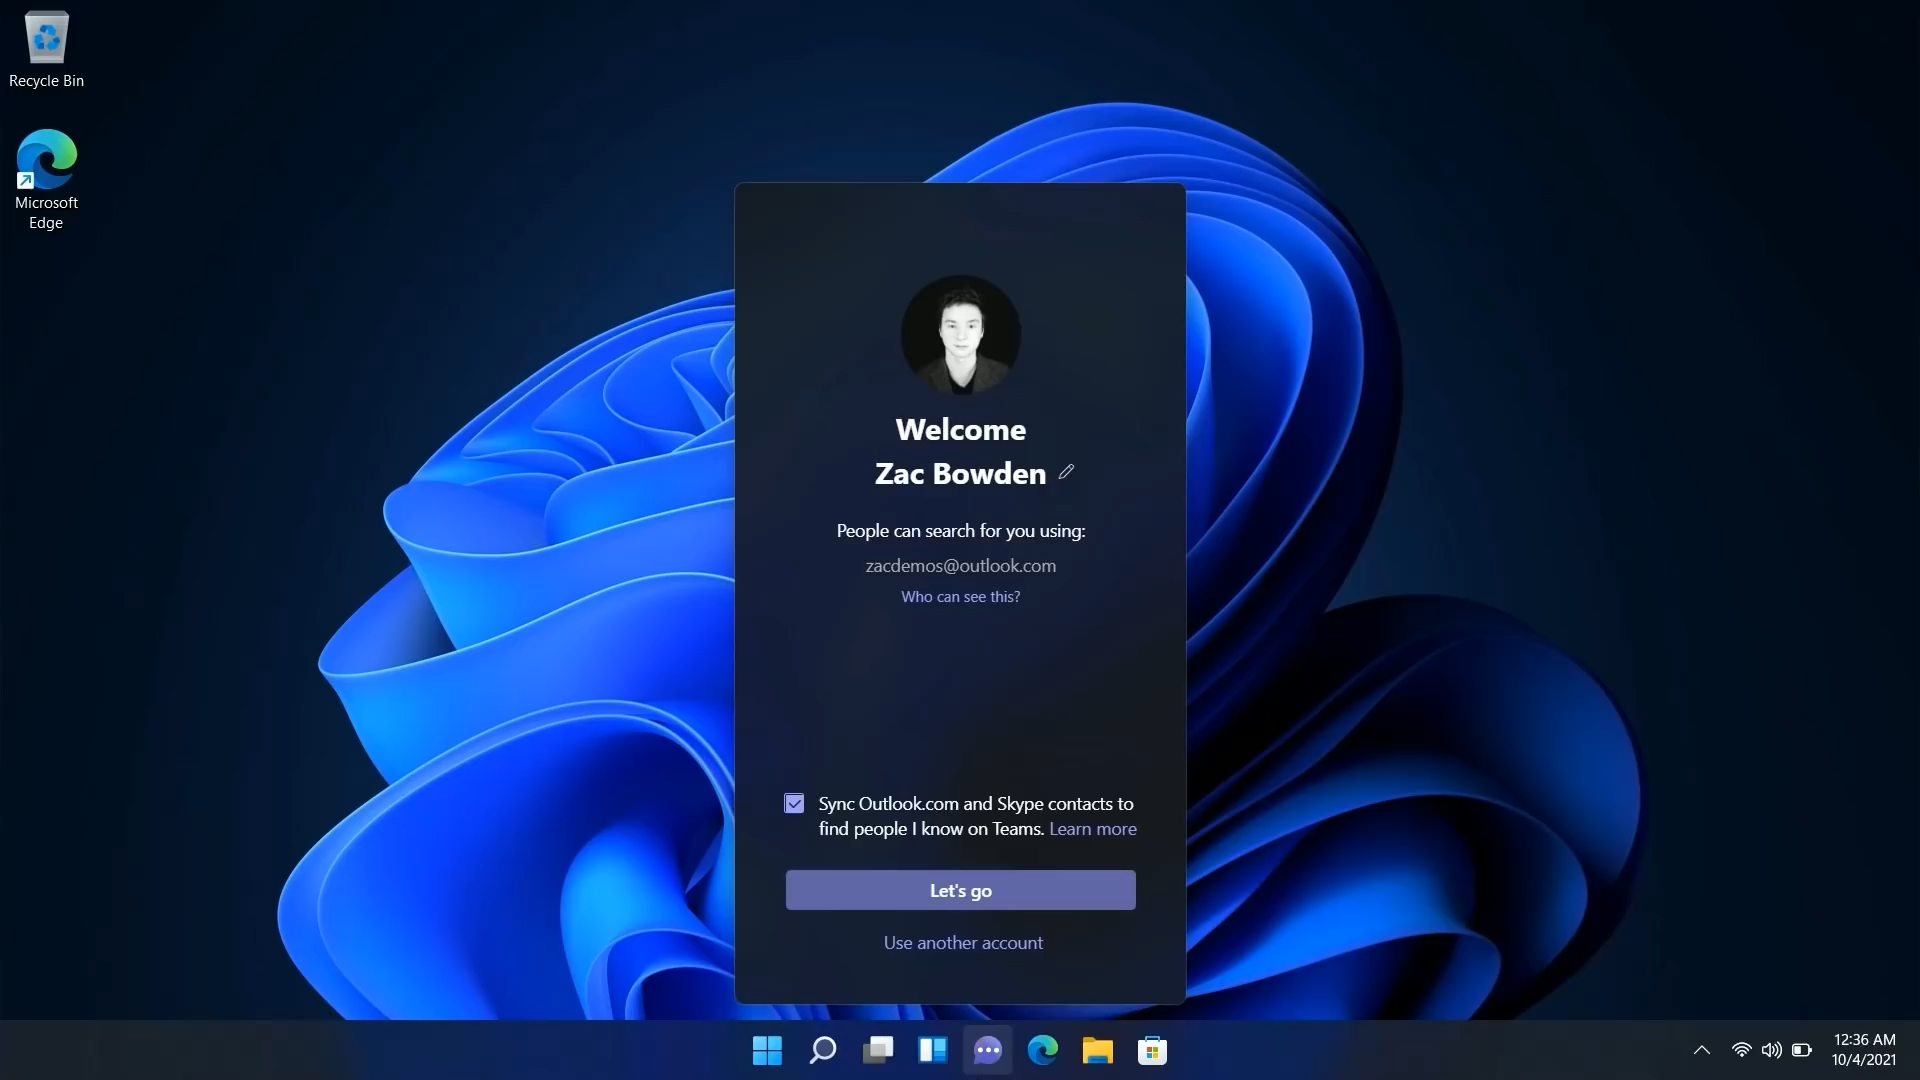 Recycle Bin
Microsoft
Edge
Welcome
Zac Bowden
People can search for you using:
zacdemos@outlook.com
Who can see this?
Sync Outlook.com and Skype contacts to
find people I know on Teams. Learn more
Let's go
Use another account
12:36 AM
10/4/2021